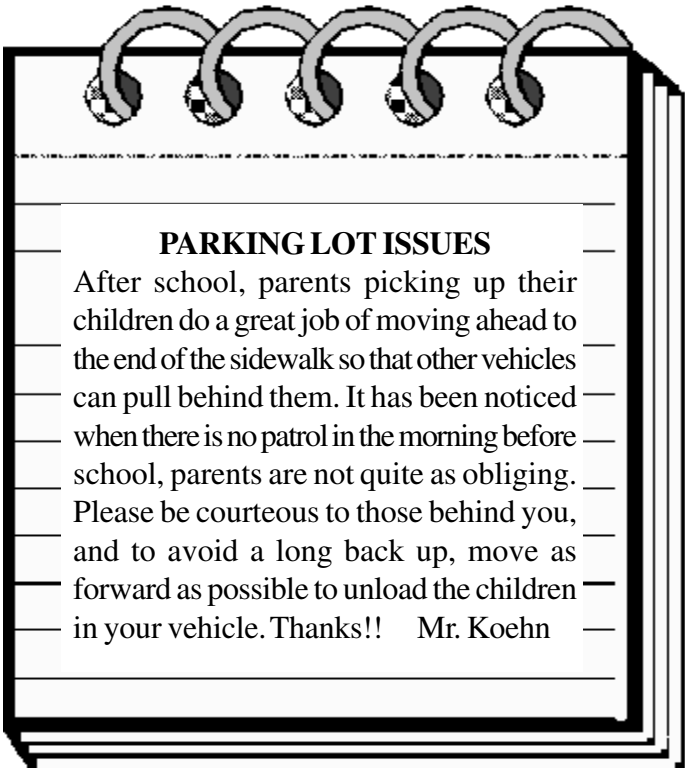 PARKING LOT ISSUES
After school, parents picking up their
children do a great job of moving ahead to
the end of the sidewalk so that other vehicles
can pull behind them. It has been noticed
when there is no patrol in the morning before
school, parents are not quite as obliging.
Please be courteous to those behind you,
and to avoid a long back up, move as
forward as possible to unload the children
in your vehicle. Thanks!! Mr. Koehn